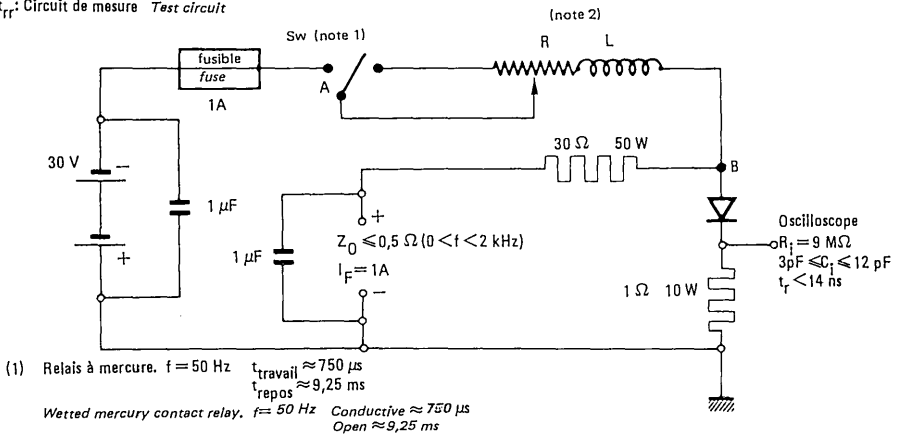 trr: Circuit de mesure Test circuit
(note 2)
Sw (note 1)
R L
fusible
fuse
A
1A
30 Ω 50 W
30 V
−
B
1 µF
+
Oscilloscope
Z0 ⩽0,5 Ω (0<f<2 kHz)
Ri = 9 MΩ
+
1 µF
3pF ⩽Ci⩽12 pF
IF=1A
tr <14 ns
1 Ω 10W
−
(1) Relais à mercure. f = 50 Hz ttravail ≈750 µs
trepos ≈9,25 ms
Wetted mercury contact relay. f= 50 Hz Conductive ≈ 750 µs
Open ≈9,25 ms